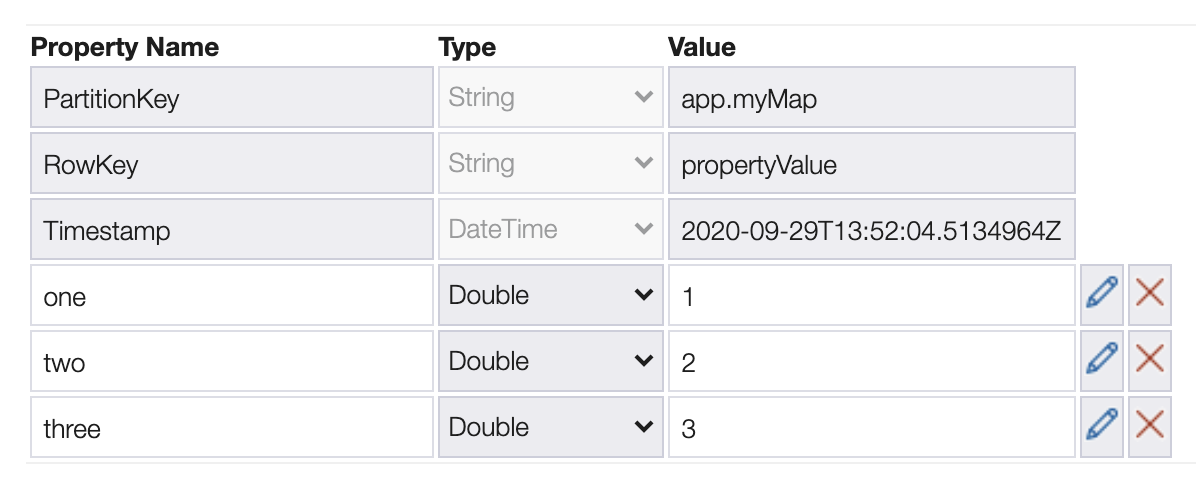 Property Name Type Value
PartitionKey String app.myMap
RowKey String propertyValue
Timestamp DateTime 2020-09-29T13:52:04.5134964Z
one Double 1
two Double 2
three Double 3